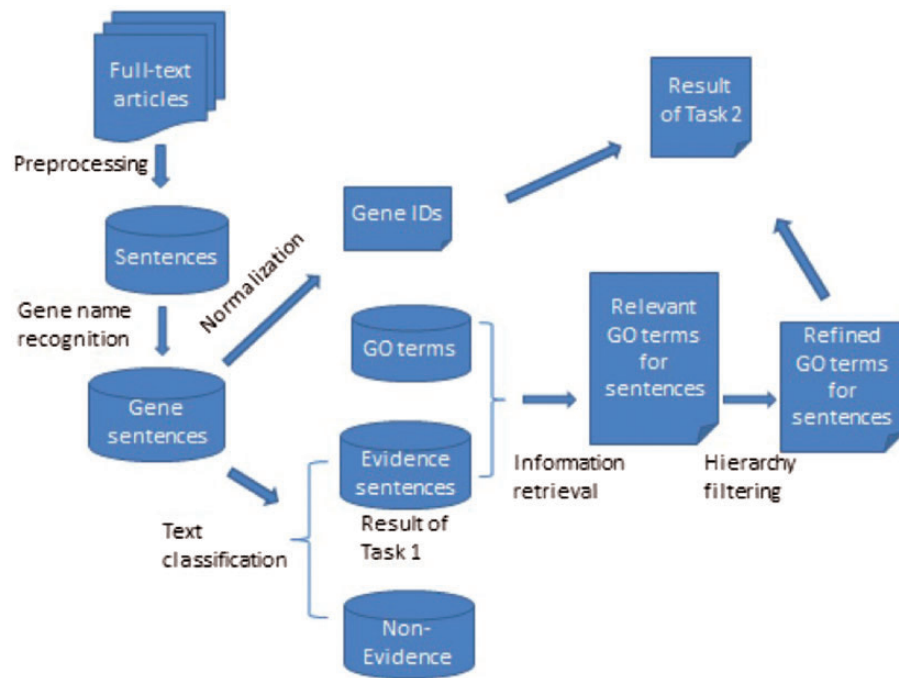 Full-text
articles
Result
of Task 2
Preprocessing
Gene IDs
Sentences
Normalization
Gene name
recognition
GO terms
Relevant
GO terms
for
sentences
Refined
GO terms
for
sentences
Gene
sentences
Evidence
sentences
Information
retrieval
Hierarchy
filtering
Text
classification
Result of
Task 1
Non-
Evidence